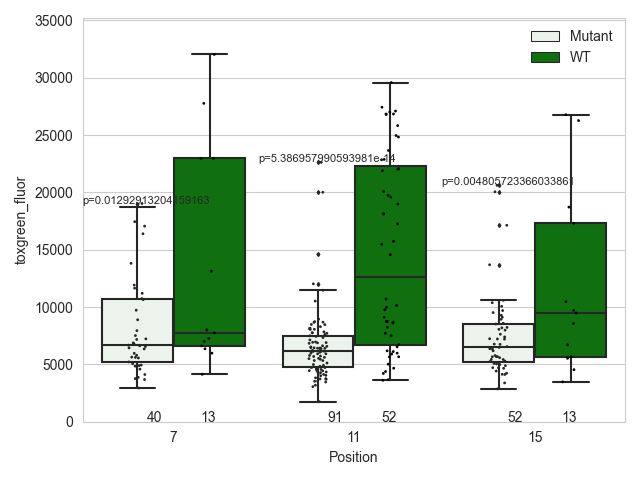 35000
30000
25000
20000
15000
10000
5000
0
toxgreen_fluor
Mutant
WT
p=0.01292913204159163
p=5.386957990593981e-14
p=0.004805723366033861
40 13 91 52 52 13
7 11 15
Position